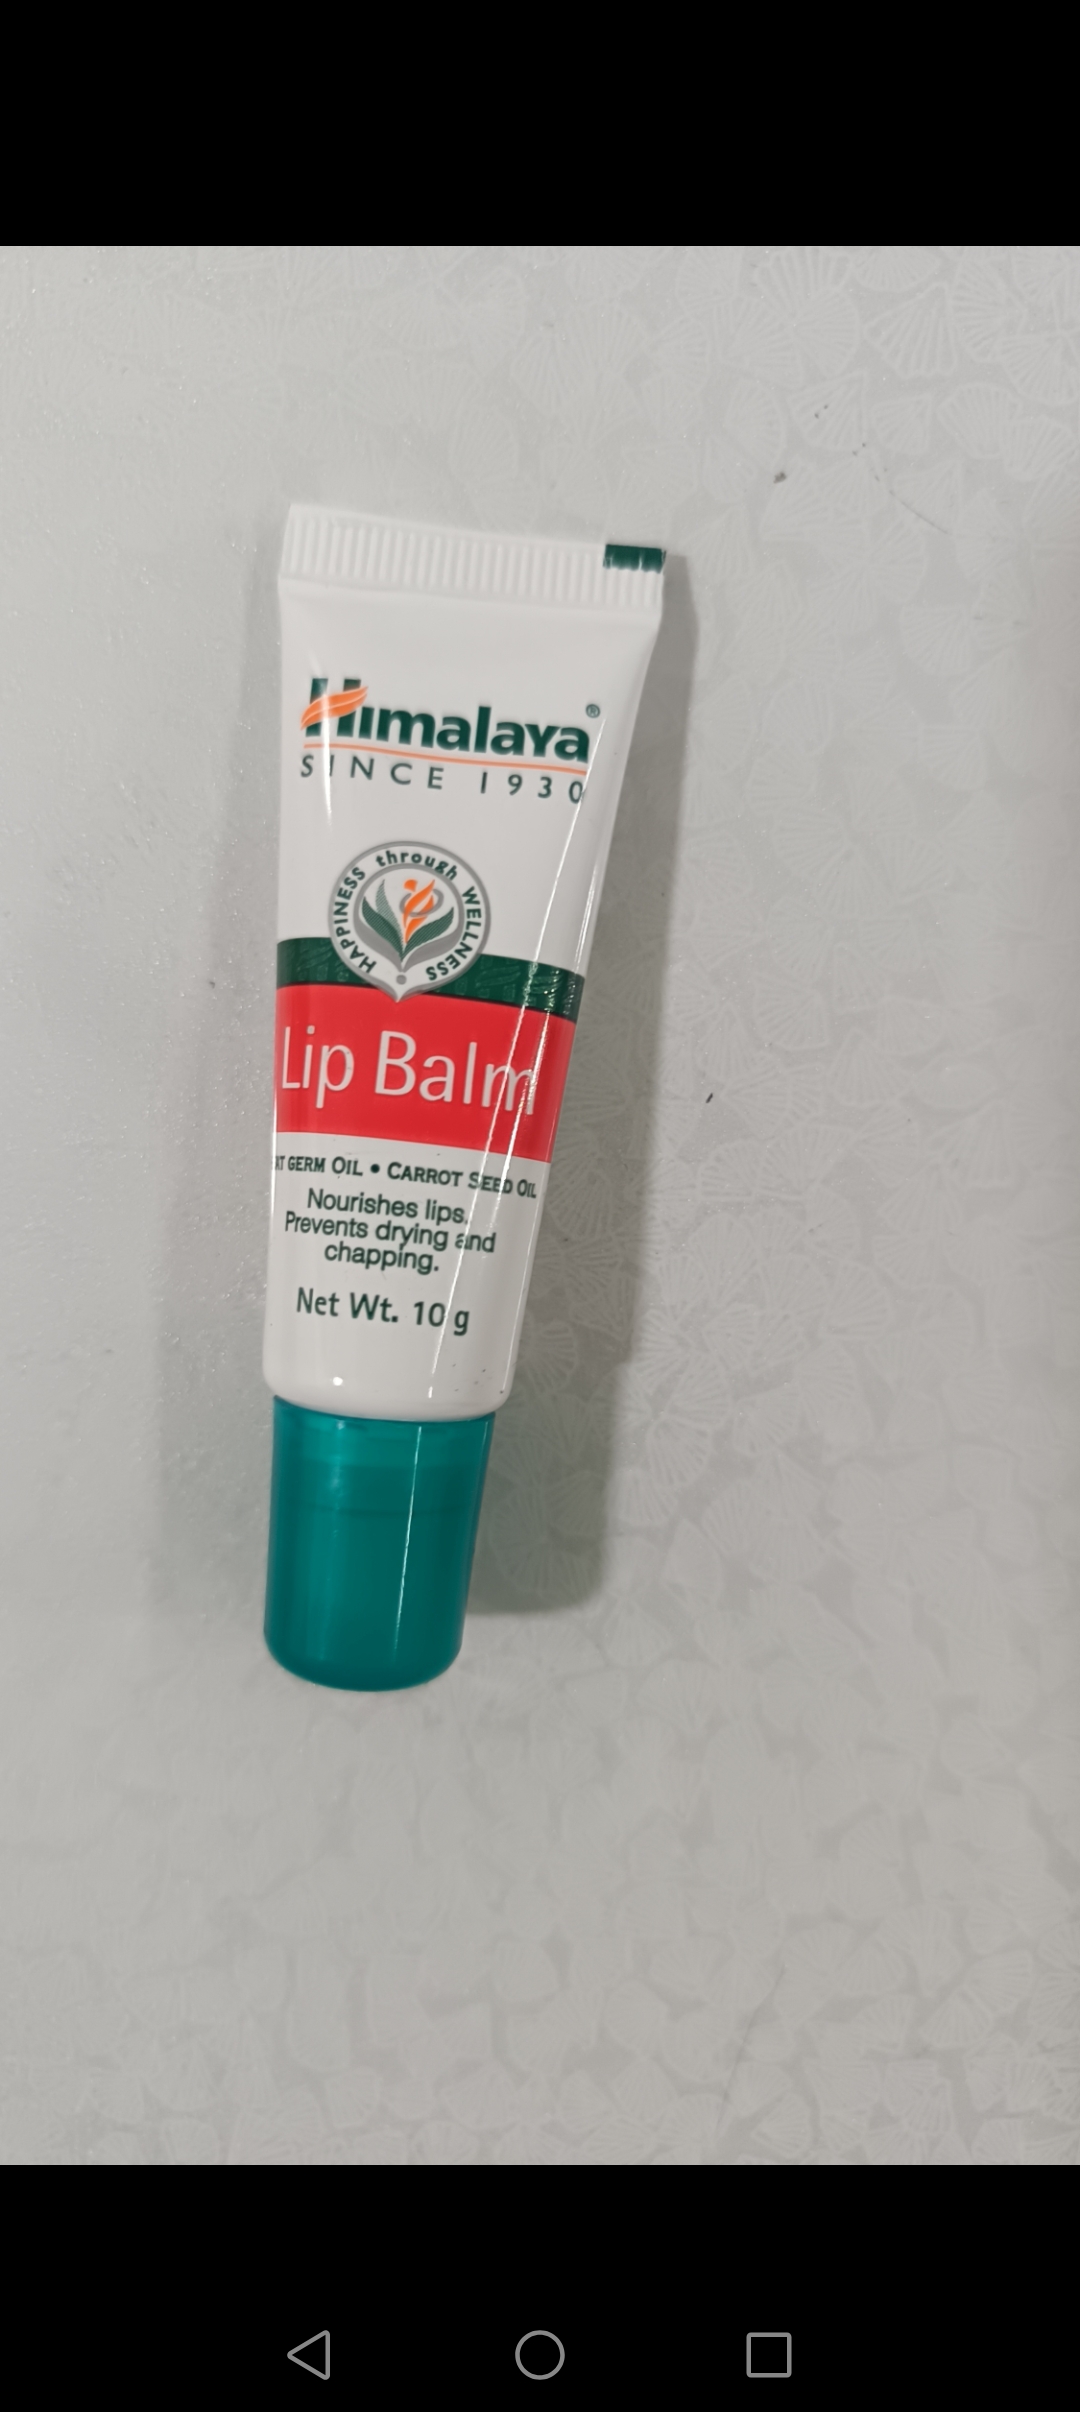 Himalaya®
SINCE 1930
HAPPINESS through WELLNESS
Lip Balm
AT GERM OIL • CARROT SEED OIL
Nourishes lips.
Prevents drying and
chapping.
Net Wt. 10 g